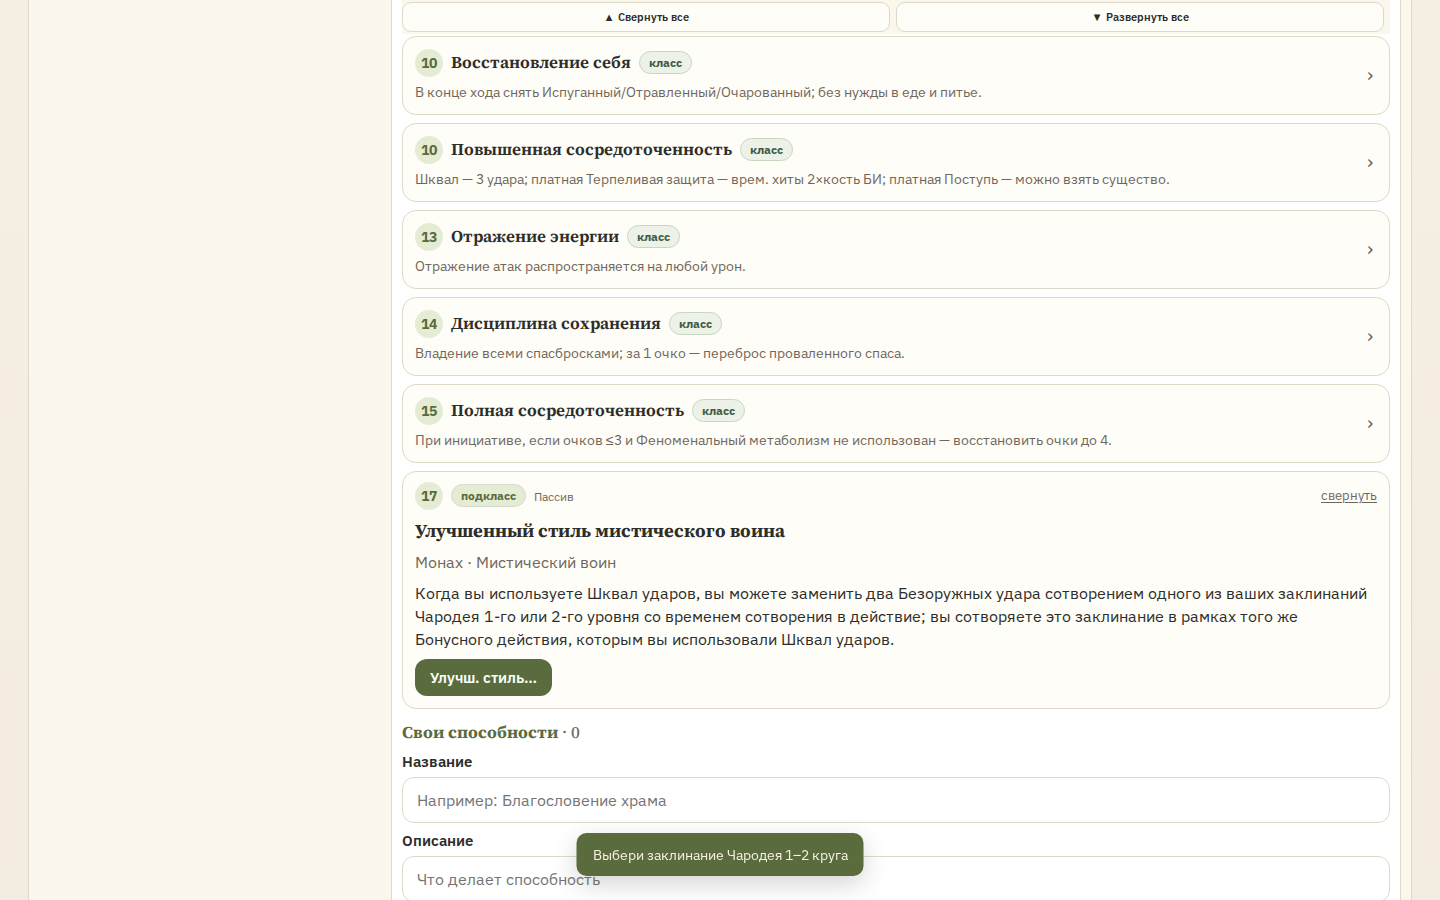 ▲ Свернуть все
▼ Развернуть все
10 Восстановление себя класс
В конце хода снять Испуганный/Отравленный/Очарованный; без нужды в еде и питье.
10 Повышенная сосредоточенность класс
Шквал — 3 удара; платная Терпеливая защита — врем. хиты 2×кость БИ; платная Поступь — можно взять существо.
13 Отражение энергии класс
Отражение атак распространяется на любой урон.
14 Дисциплина сохранения класс
Владение всеми спасбросками; за 1 очко — переброс проваленного спаса.
15 Полная сосредоточенность класс
При инициативе, если очков ≤3 и Феноменальный метаболизм не использован — восстановить очки до 4.
17 подкласс Пассив свернуть
Улучшенный стиль мистического воина
Монах · Мистический воин
Когда вы используете Шквал ударов, вы можете заменить два Безоружных удара сотворением одного из ваших заклинаний
Чародея 1-го или 2-го уровня со временем сотворения в действие; вы сотворяете это заклинание в рамках того же
Бонусного действия, которым вы использовали Шквал ударов.
Улучш. стиль…
Свои способности · 0
Название
Например: Благословение храма
Описание
Выбери заклинание Чародея 1–2 круга
Что делает способность